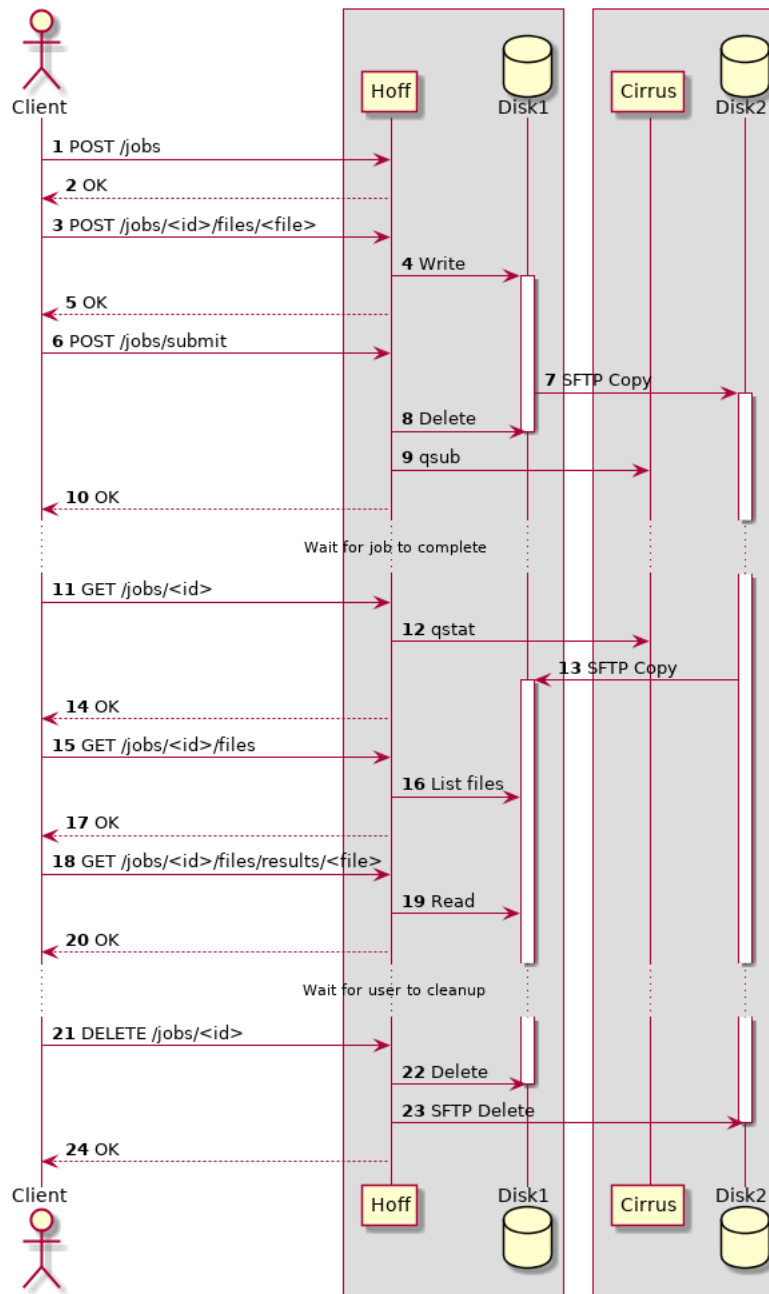 Client
Hoff
Disk1
Cirrus
Disk2
1 POST /jobs
2 OK
3 POST /jobs/<id>/files/<file>
4 Write
5 OK
6 POST /jobs/submit
7 SFTP Copy
8 Delete
9 qsub
10 OK
Wait for job to complete
11 GET /jobs/<id>
12 qstat
13 SFTP Copy
14 OK
15 GET /jobs/<id>/files
16 List files
17 OK
18 GET /jobs/<id>/files/results/<file>
19 Read
20 OK
Wait for user to cleanup
21 DELETE /jobs/<id>
22 Delete
23 SFTP Delete
24 OK
Client
Hoff
Disk1
Cirrus
Disk2